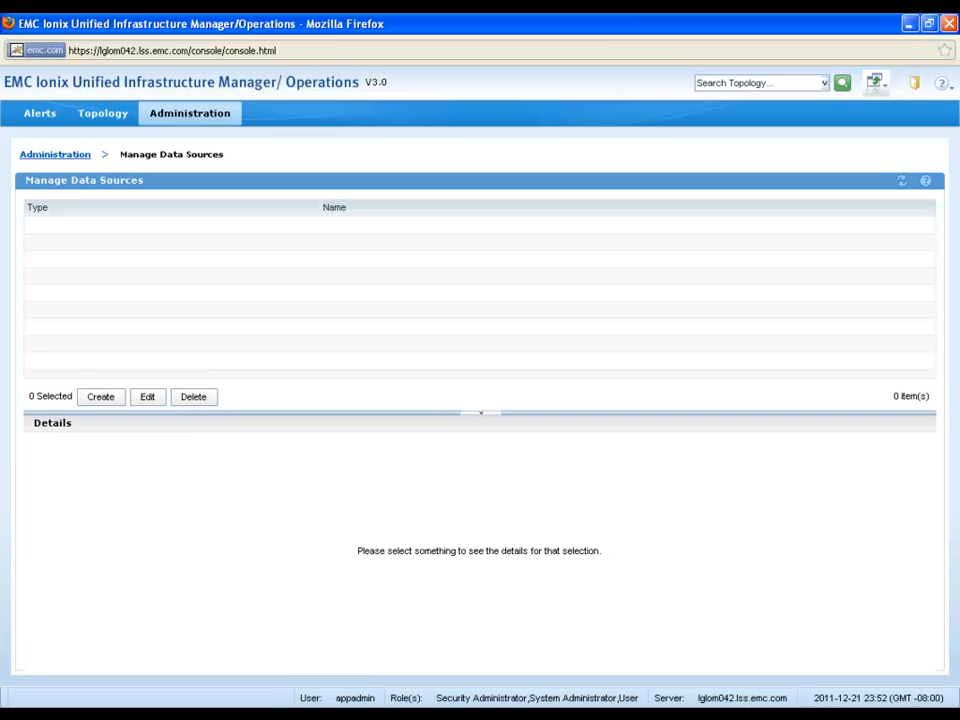 EMC Ionix Unified Infrastructure Manager/Operations - Mozilla Firefox
emc.com https://lglom042.lss.emc.com/console/console.html
EMC Ionix Unified Infrastructure Manager/ Operations V3.0 Search Topology...
Alerts Topology Administration
Administration > Manage Data Sources
Manage Data Sources
Type Name
0 Selected Create Edit Delete 0 item(s)
Details
Please select something to see the details for that selection.
User: appadmin Role(s): Security Administrator,System Administrator,User Server: lglom042.lss.emc.com 2011-12-21 23:52 (GMT -08:00)